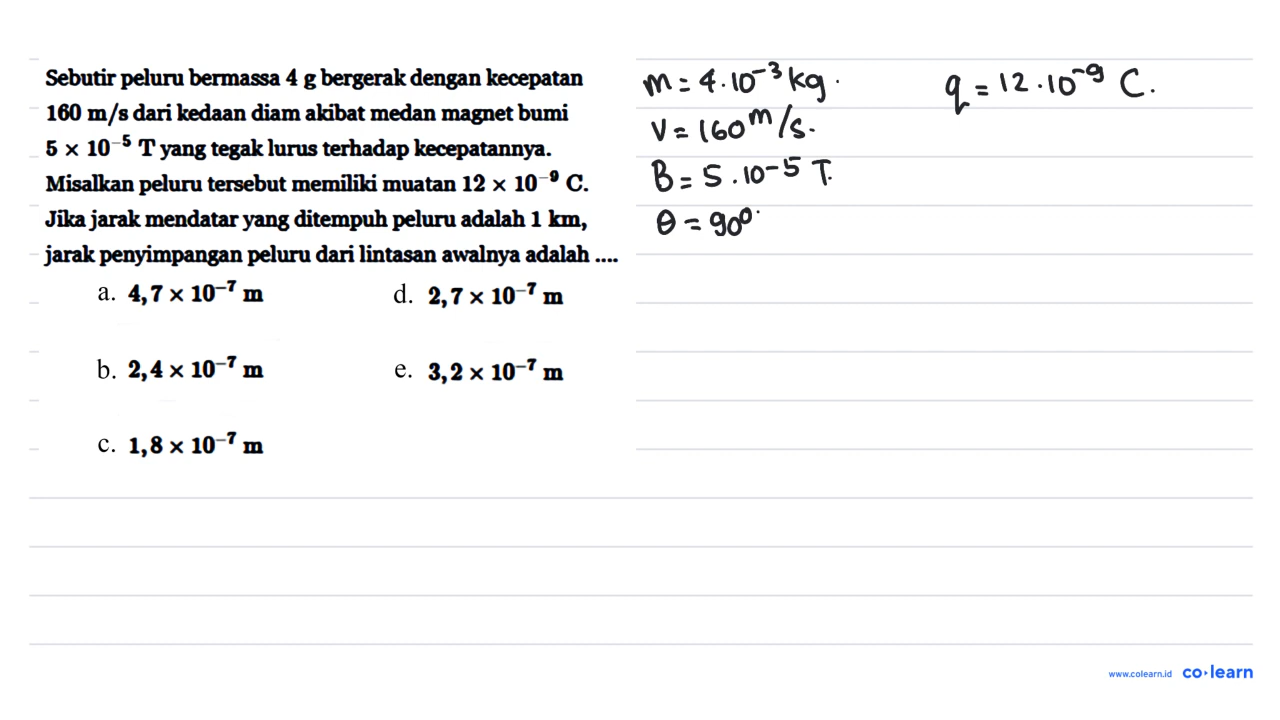 Sebutir peluru bermassa 4 g bergerak dengan kecepatan
160 m/s dari kedaan diam akibat medan magnet bumi
5 × 10⁻⁵ T yang tegak lurus terhadap kecepatannya.
Misalkan peluru tersebut memiliki muatan 12 × 10⁻⁹ C.
Jika jarak mendatar yang ditempuh peluru adalah 1 km,
jarak penyimpangan peluru dari lintasan awalnya adalah ....
a. 4,7 × 10⁻⁷ m
d. 2,7 × 10⁻⁷ m
b. 2,4 × 10⁻⁷ m
e. 3,2 × 10⁻⁷ m
c. 1,8 × 10⁻⁷ m
m = 4.10⁻³ kg.
q = 12.10⁻⁹ C.
V = 160 m/s.
B = 5.10⁻⁵ T.
θ = 90°.
www.colearn.id co·learn